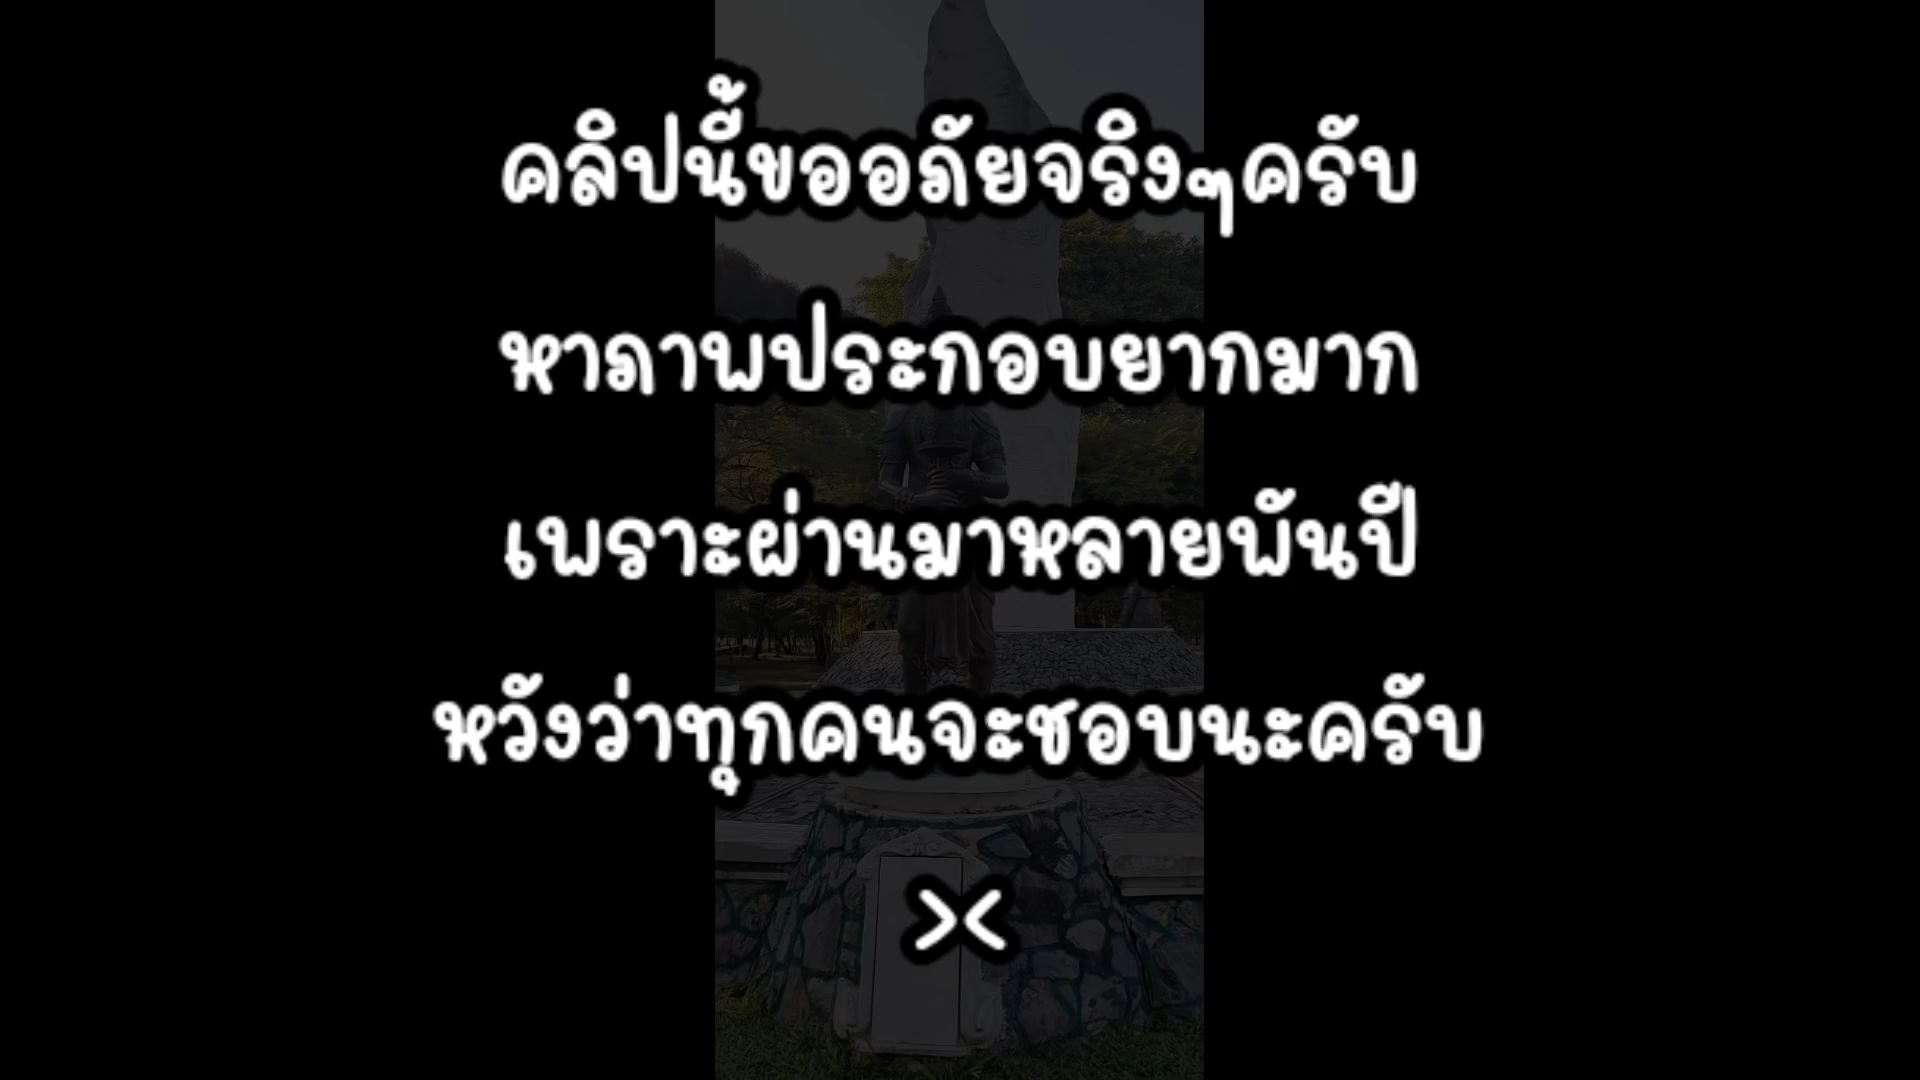 คลิปนี้ขออภัยจริงๆครับ
หาภาพประกอบยากมาก
เพราะผ่านมาหลายพันปี
หวังว่าทุกคนจะชอบนะครับ
><